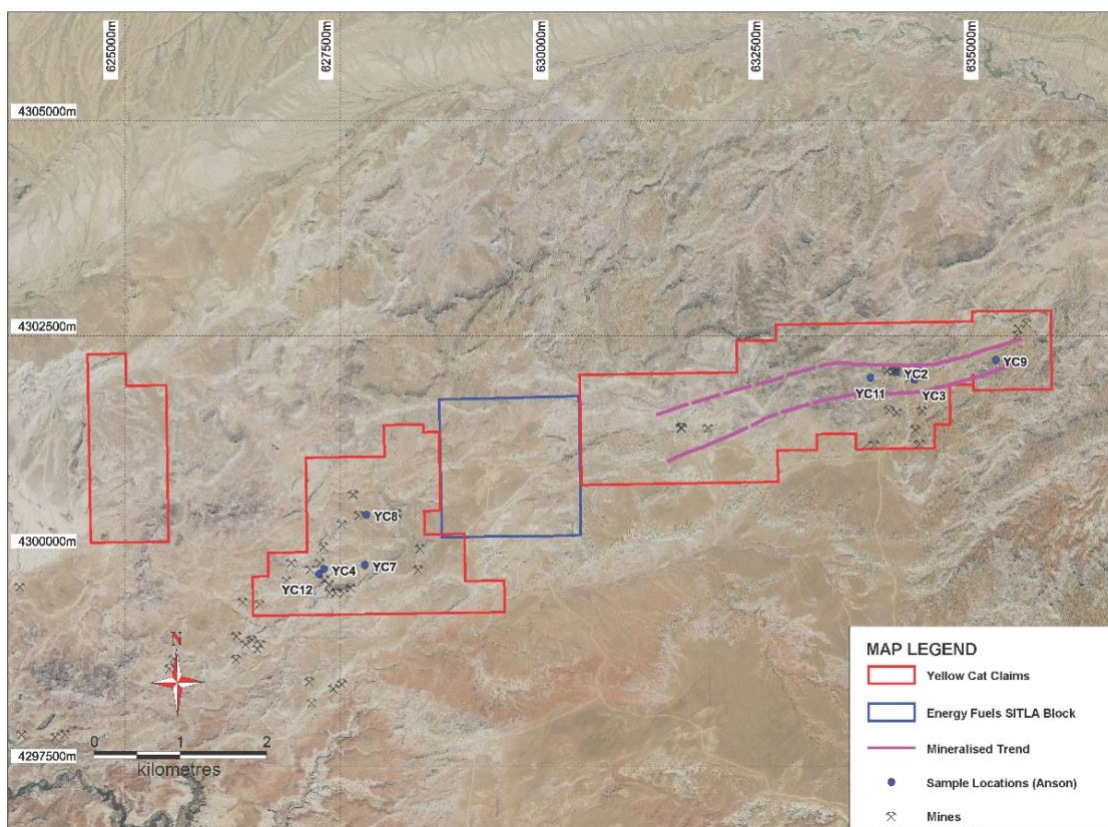 625000m
627500m
630000m
632500m
635000m
4305000m
4302500m
YC9
YC2
YC11
YC3
YC8
4300000m
YC4
YC7
YC12
N
0
1
2
kilometres
4297500m
MAP LEGEND
Yellow Cat Claims
Energy Fuels SITLA Block
Mineralised Trend
Sample Locations (Anson)
Mines